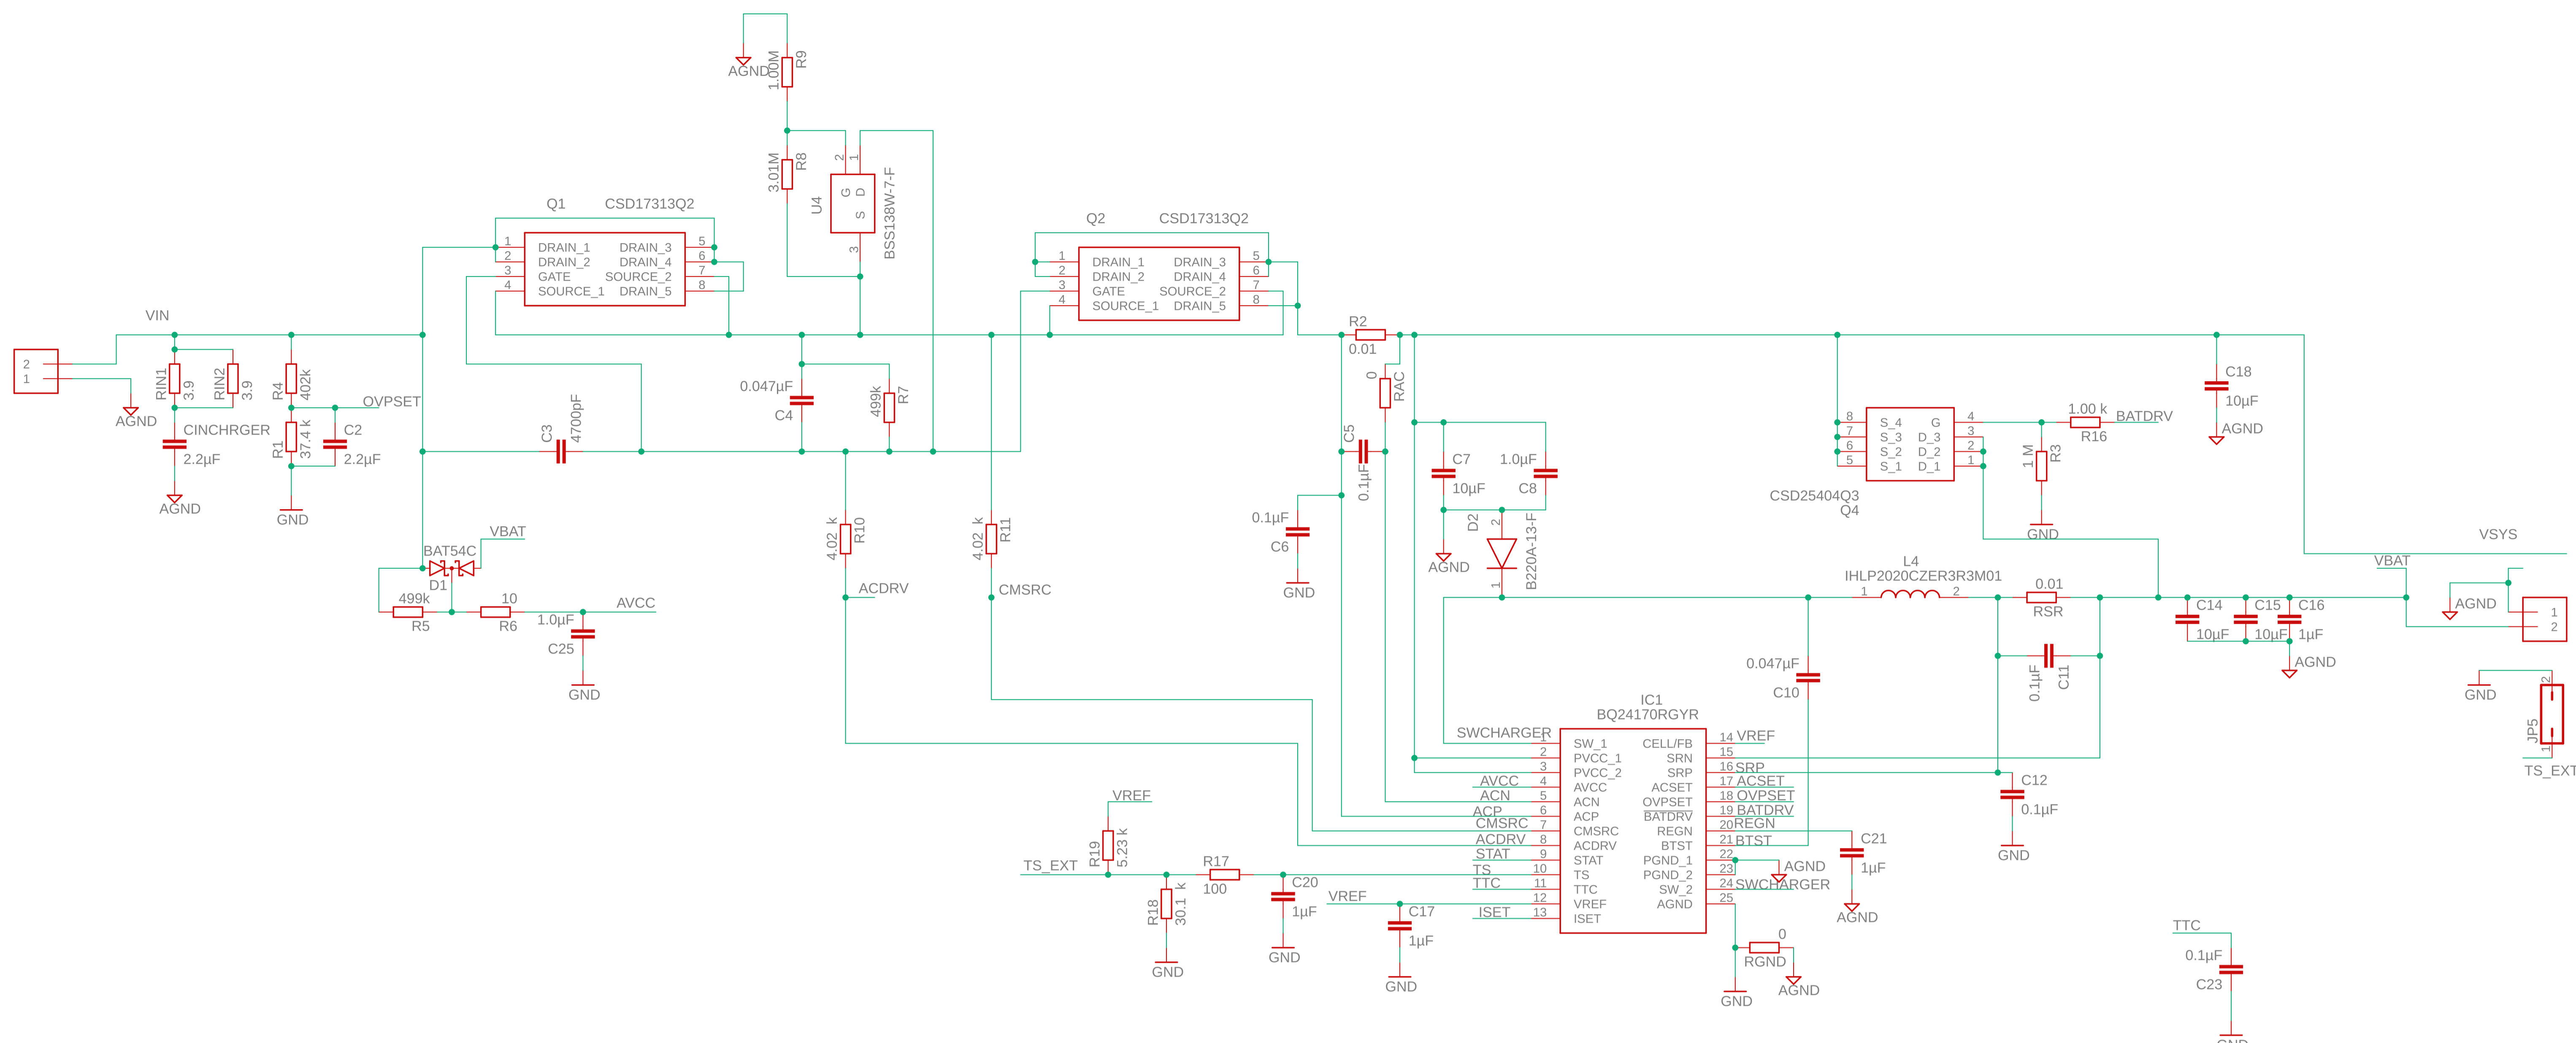 AGND
1.00M
R9
3.01M
R8
U4
2
1
G
D
S
3
BSS138W-7-F
Q1
CSD17313Q2
1
2
3
4
DRAIN_1
DRAIN_2
GATE
SOURCE_1
DRAIN_3
DRAIN_4
SOURCE_2
DRAIN_5
5
6
7
8
Q2
CSD17313Q2
1
2
3
4
DRAIN_1
DRAIN_2
GATE
SOURCE_1
DRAIN_3
DRAIN_4
SOURCE_2
DRAIN_5
5
6
7
8
VIN
2
1
AGND
RIN1
3.9
RIN2
3.9
R4
402k
OVPSET
CINCHRGER
2.2µF
AGND
R1
37.4 k
C2
2.2µF
GND
C3
4700pF
0.047µF
C4
499k
R7
VBAT
BAT54C
D1
499k
R5
10
R6
AVCC
1.0µF
C25
GND
4.02 k
R10
ACDRV
4.02 k
R11
CMSRC
R2
0.01
0
RAC
C5
0.1µF
0.1µF
C6
GND
C7
10µF
1.0µF
C8
AGND
D2
2
1
B220A-13-F
8
7
6
5
S_4
S_3
S_2
S_1
G
D_3
D_2
D_1
4
3
2
1
CSD25404Q3
Q4
1.00 k
R16
BATDRV
1 M
R3
GND
C18
10µF
AGND
VSYS
VBAT
L4
IHLP2020CZER3R3M01
1
2
0.01
RSR
C14
10µF
C15
10µF
C16
1µF
AGND
AGND
1
2
0.1µF
C11
0.047µF
C10
GND
JP5
2
1
TS_EXT
IC1
BQ24170RGYR
SWCHARGER
AVCC
ACN
ACP
CMSRC
ACDRV
STAT
TS
TTC
ISET
1
2
3
4
5
6
7
8
9
10
11
12
13
SW_1
PVCC_1
PVCC_2
AVCC
ACN
ACP
CMSRC
ACDRV
STAT
TS
TTC
VREF
ISET
CELL/FB
SRN
SRP
ACSET
OVPSET
BATDRV
REGN
BTST
PGND_1
PGND_2
SW_2
AGND
14
15
16
17
18
19
20
21
22
23
24
25
VREF
SRP
ACSET
OVPSET
BATDRV
REGN
BTST
AGND
SWCHARGER
C12
0.1µF
GND
C21
1µF
AGND
VREF
R19
5.23 k
TS_EXT
R17
100
R18
30.1 k
GND
C20
1µF
GND
VREF
C17
1µF
GND
0
RGND
GND
AGND
TTC
0.1µF
C23